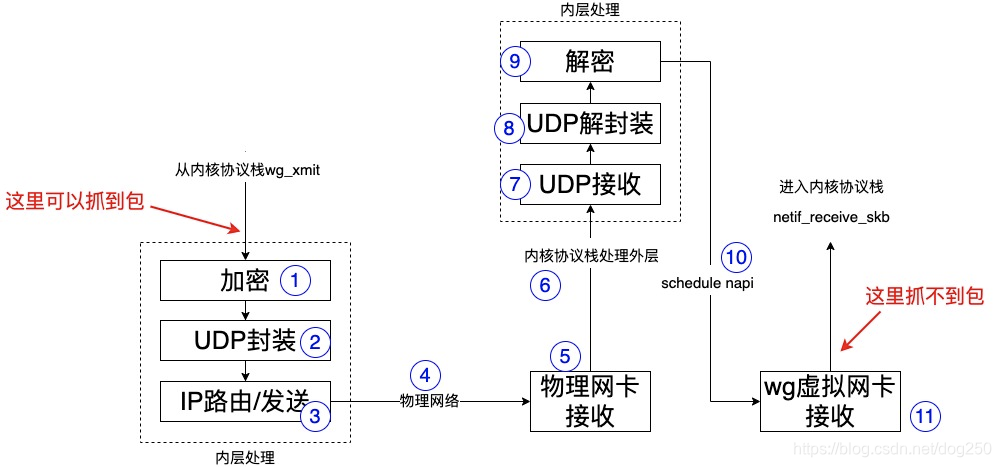 从内核协议栈wg_xmit
这里可以抓到包
加密
1
UDP封装
2
IP路由/发送
3
内层处理
4
物理网络
5
物理网卡
接收
内核协议栈处理外层
6
内层处理
9
解密
8
UDP解封装
7
UDP接收
10
schedule napi
进入内核协议栈
netif_receive_skb
这里抓不到包
wg虚拟网卡
接收
11
https://blog.csdn.net/dog250